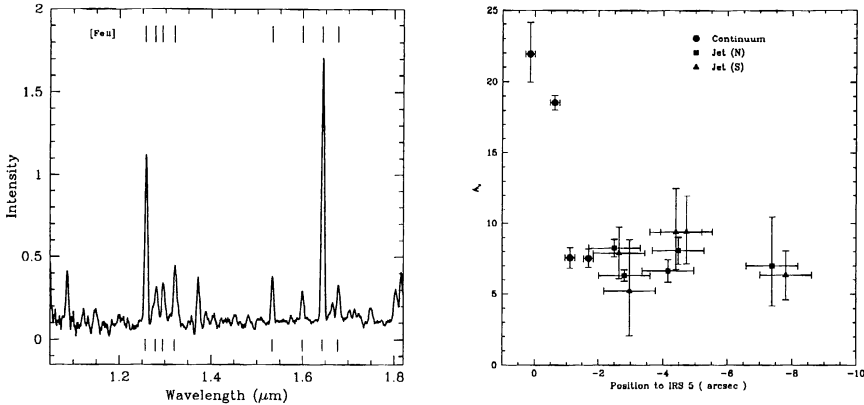 [FeII]
Intensity
2
1.5
1
0.5
0
1.2
1.4
1.6
1.8
Wavelength (μm)
Continuum
Jet (N)
Jet (S)
Aᵥ
25
20
15
10
5
0
0
-2
-4
-6
-8
-10
Position to IRS 5 ( arcsec )